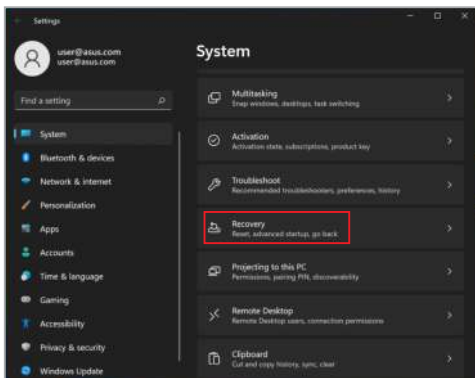 Settings
user@asus.com
user@asus.com
Find a setting
System
Bluetooth & devices
Network & internet
Personalization
Apps
Accounts
Time & language
Gaming
Accessibility
Privacy & security
Windows Update
System
Multitasking
Snap windows, desktops, task switching
Activation
Activation state, subscriptions, product key
Troubleshoot
Recommended troubleshooters, preferences, history
Recovery
Reset, advanced startup, go back
Projecting to this PC
Permissions, pairing PIN, discoverability
Remote Desktop
Remote Desktop users, connection permissions
Clipboard
Cut and copy history, sync, clear